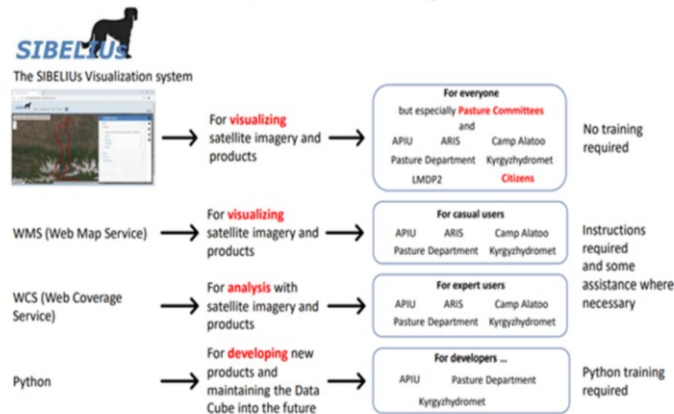 SIBELIUs
The SIBELIUs Visualization system
For visualizing
satellite imagery and
products
For everyone
but especially Pasture Committees
and
APIU ARIS Camp Alatoo
Pasture Department Kyrgyzhydromet
LMDP2 Citizens
No training
required
WMS (Web Map Service)
For visualizing
satellite imagery and
products
For casual users
APIU ARIS Camp Alatoo
Pasture Department Kyrgyzhydromet
Instructions
required
and some
assistance where
necessary
WCS (Web Coverage
Service)
For analysis with
satellite imagery and
products
For expert users
APIU ARIS Camp Alatoo
Pasture Department Kyrgyzhydromet
Python
For developing new
products and
maintaining the Data
Cube into the future
For developers ...
APIU Pasture Department
Kyrgyzhydromet
Python training
required